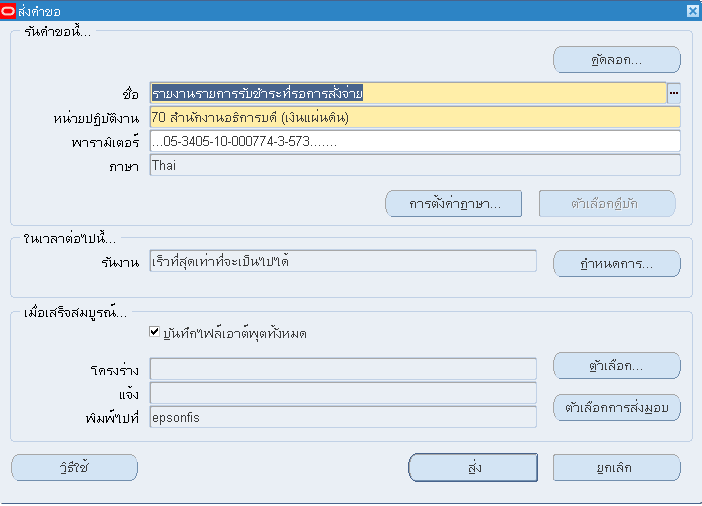 ส่งคำขอ
รันคำขอนี้...
คัดลอก...
ชื่อ รายงานรายการรับชำระที่รอการสั่งจ่าย ...
หน่วยปฏิบัติงาน 70 สำนักงานอธิการบดี (เงินแผ่นดิน)
พารามิเตอร์ ...05-3405-10-000774-3-573.......
ภาษา Thai
การตั้งค่าภาษา... ตัวเลือกดีบัก
ในเวลาต่อไปนี้...
รันงาน เร็วที่สุดเท่าที่จะเป็นไปได้ กำหนดการ...
เมื่อเสร็จสมบูรณ์...
บันทึกไฟล์เอาต์พุตทั้งหมด
โครงร่าง ตัวเลือก...
แจ้ง
ตัวเลือกการส่งมอบ
พิมพ์ไปที่ epsonfis
วิธีใช้ ส่ง ยกเลิก